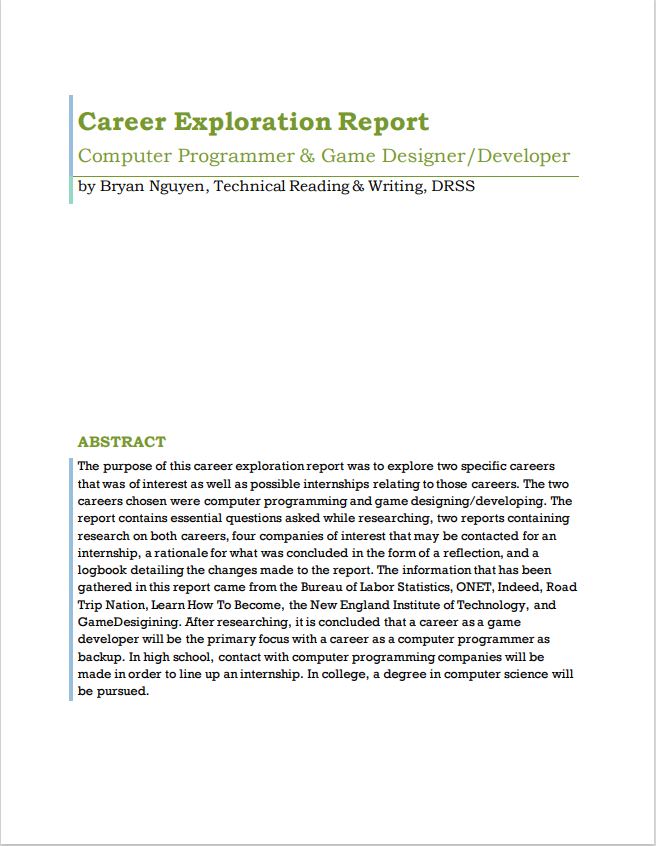 Career Exploration Report
Computer Programmer & Game Designer/Developer
by Bryan Nguyen, Technical Reading & Writing, DRSS
ABSTRACT
The purpose of this career exploration report was to explore two specific careers
that was of interest as well as possible internships relating to those careers. The two
careers chosen were computer programming and game designing/developing. The
report contains essential questions asked while researching, two reports containing
research on both careers, four companies of interest that may be contacted for an
internship, a rationale for what was concluded in the form of a reflection, and a
logbook detailing the changes made to the report. The information that has been
gathered in this report came from the Bureau of Labor Statistics, ONET, Indeed, Road
Trip Nation, Learn How To Become, the New England Institute of Technology, and
GameDesigining. After researching, it is concluded that a career as a game
developer will be the primary focus with a career as a computer programmer as
backup. In high school, contact with computer programming companies will be
made in order to line up an internship. In college, a degree in computer science will
be pursued.